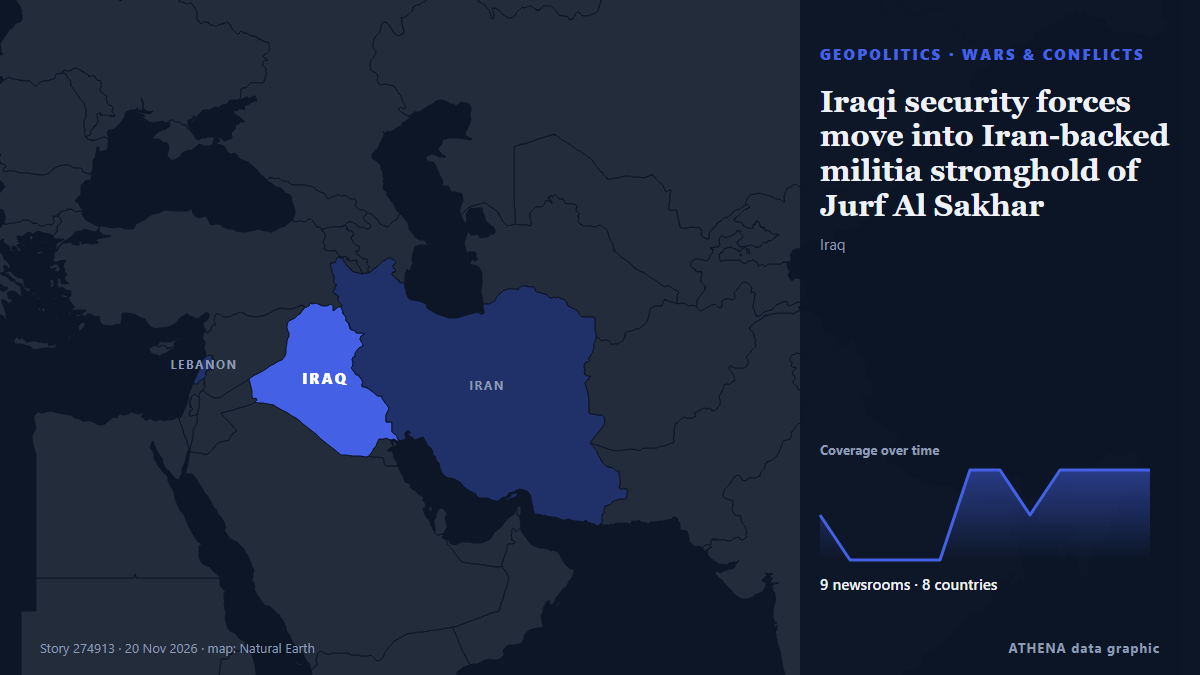 GEOPOLITICS · WARS & CONFLICTS
Iraqi security forces
move into Iran-backed
militia stronghold of
Jurf Al Sakhar
Iraq
LEBANON
IRAQ
IRAN
Coverage over time
9 newsrooms · 8 countries
Story 274913 · 20 Nov 2026 · map: Natural Earth
ATHENA data graphic